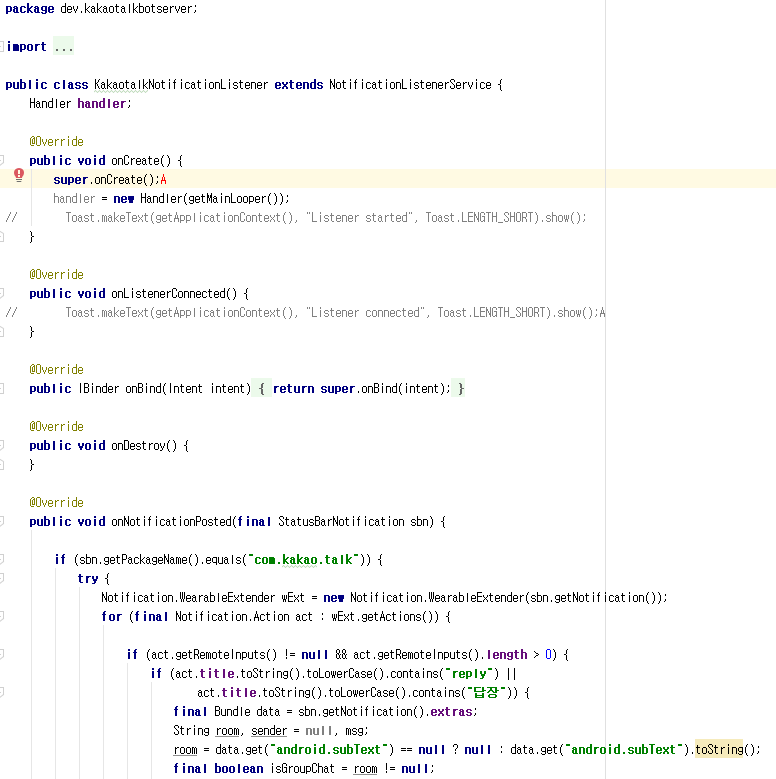 package dev.kakaotalkbotserver;
import ...
public class KakaotalkNotificationListener extends NotificationListenerService {
Handler handler;
@Override
public void onCreate() {
super.onCreate();A
handler = new Handler(getMainLooper());
// Toast.makeText(getApplicationContext(), "Listener started", Toast.LENGTH_SHORT).show();
}
@Override
public void onListenerConnected() {
// Toast.makeText(getApplicationContext(), "Listener connected", Toast.LENGTH_SHORT).show();A
}
@Override
public IBinder onBind(Intent intent) { return super.onBind(intent); }
@Override
public void onDestroy() {
}
@Override
public void onNotificationPosted(final StatusBarNotification sbn) {
if (sbn.getPackageName().equals("com.kakao.talk")) {
try {
Notification.WearableExtender wExt = new Notification.WearableExtender(sbn.getNotification());
for (final Notification.Action act : wExt.getActions()) {
if (act.getRemoteInputs() != null && act.getRemoteInputs().length > 0) {
if (act.title.toString().toLowerCase().contains("reply") ||
act.title.toString().toLowerCase().contains("답장")) {
final Bundle data = sbn.getNotification().extras;
String room, sender = null, msg;
room = data.get("android.subText") == null ? null : data.get("android.subText").toString();
final boolean isGroupChat = room != null;